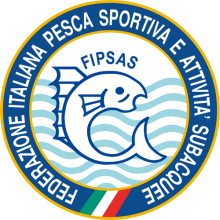 FEDERAZIONE ITALIANA PESCA SPORTIVA E ATTIVITA' SUBACQUEE
FIPSAS